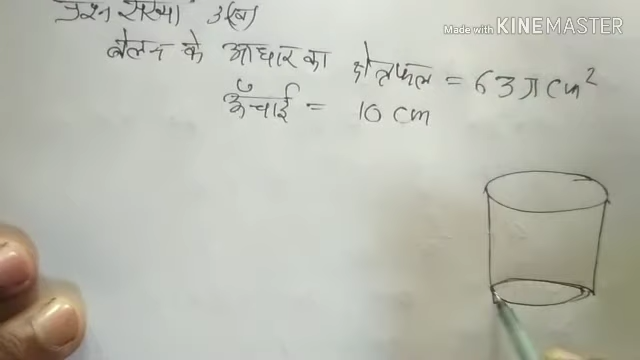 Made with KINEMASTER
प्रश्न संख्या 3(ब)
बेलन के आधार का क्षेत्रफल = 63π cm²
ऊँचाई = 10 cm